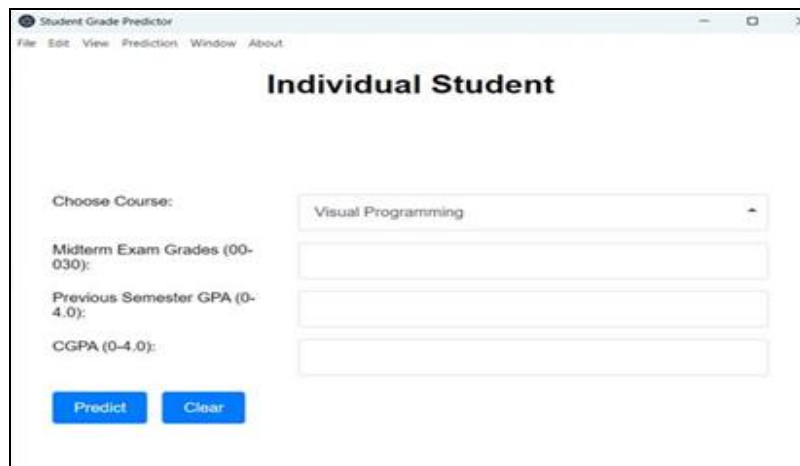 Student Grade Predictor
File Edit View Prediction Window About
Individual Student
Choose Course:
Visual Programming
Midterm Exam Grades (00-
030):
Previous Semester GPA (0-
4.0):
CGPA (0-4.0):
Predict Clear